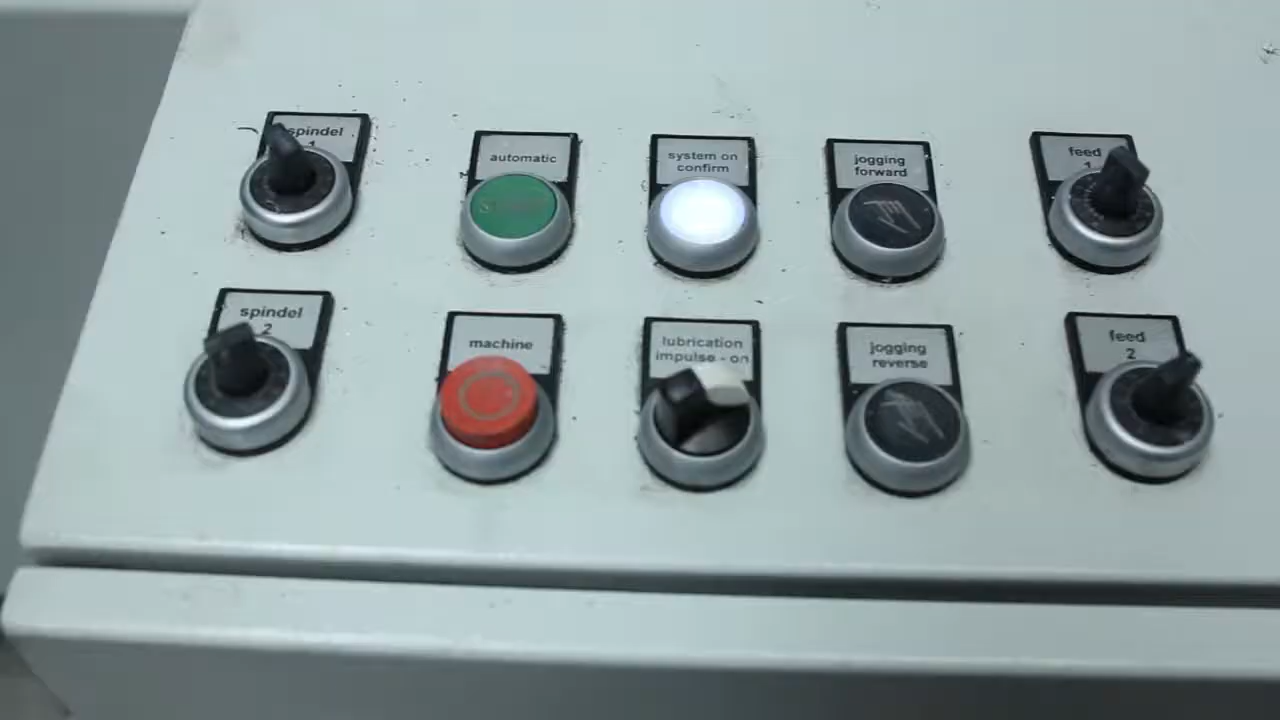 spindel
1
automatic
system on
confirm
jogging
forward
feed
1
spindel
2
machine
lubrication
impulse - on
jogging
reverse
feed
2